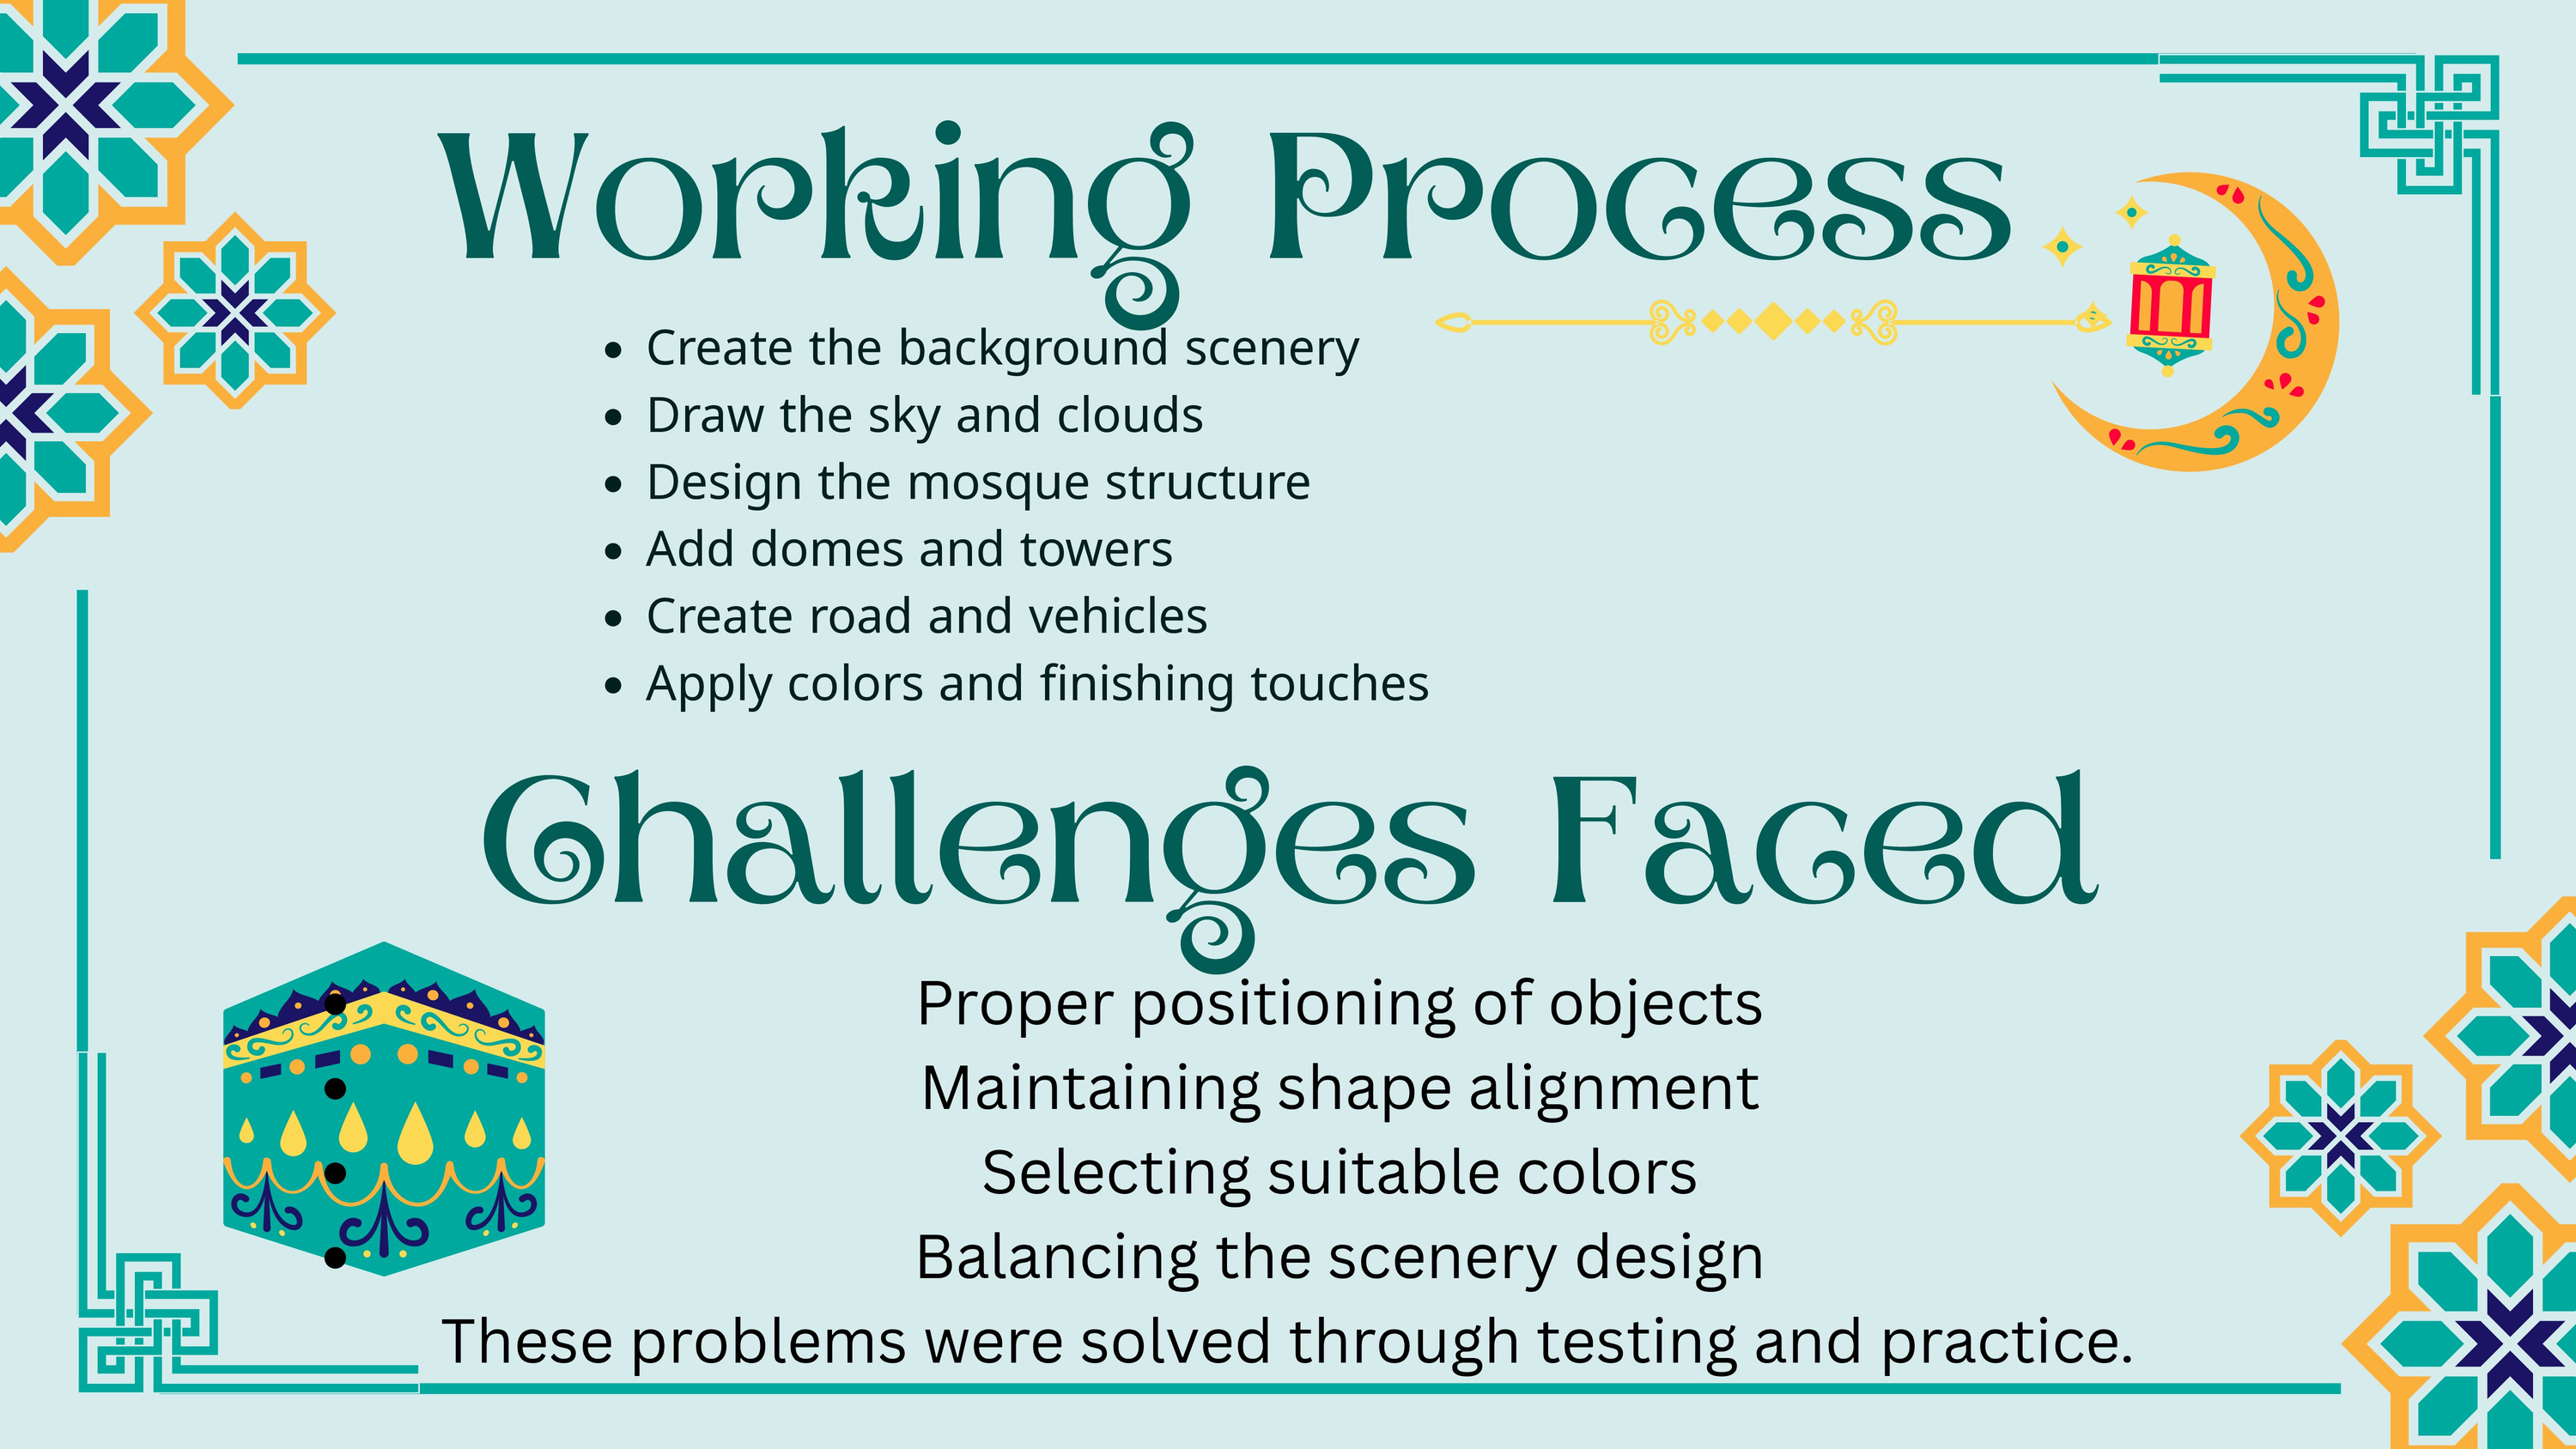 Working Process
• Create the background scenery
• Draw the sky and clouds
• Design the mosque structure
• Add domes and towers
• Create road and vehicles
• Apply colors and finishing touches
Challenges Faced
• Proper positioning of objects
• Maintaining shape alignment
• Selecting suitable colors
• Balancing the scenery design
These problems were solved through testing and practice.